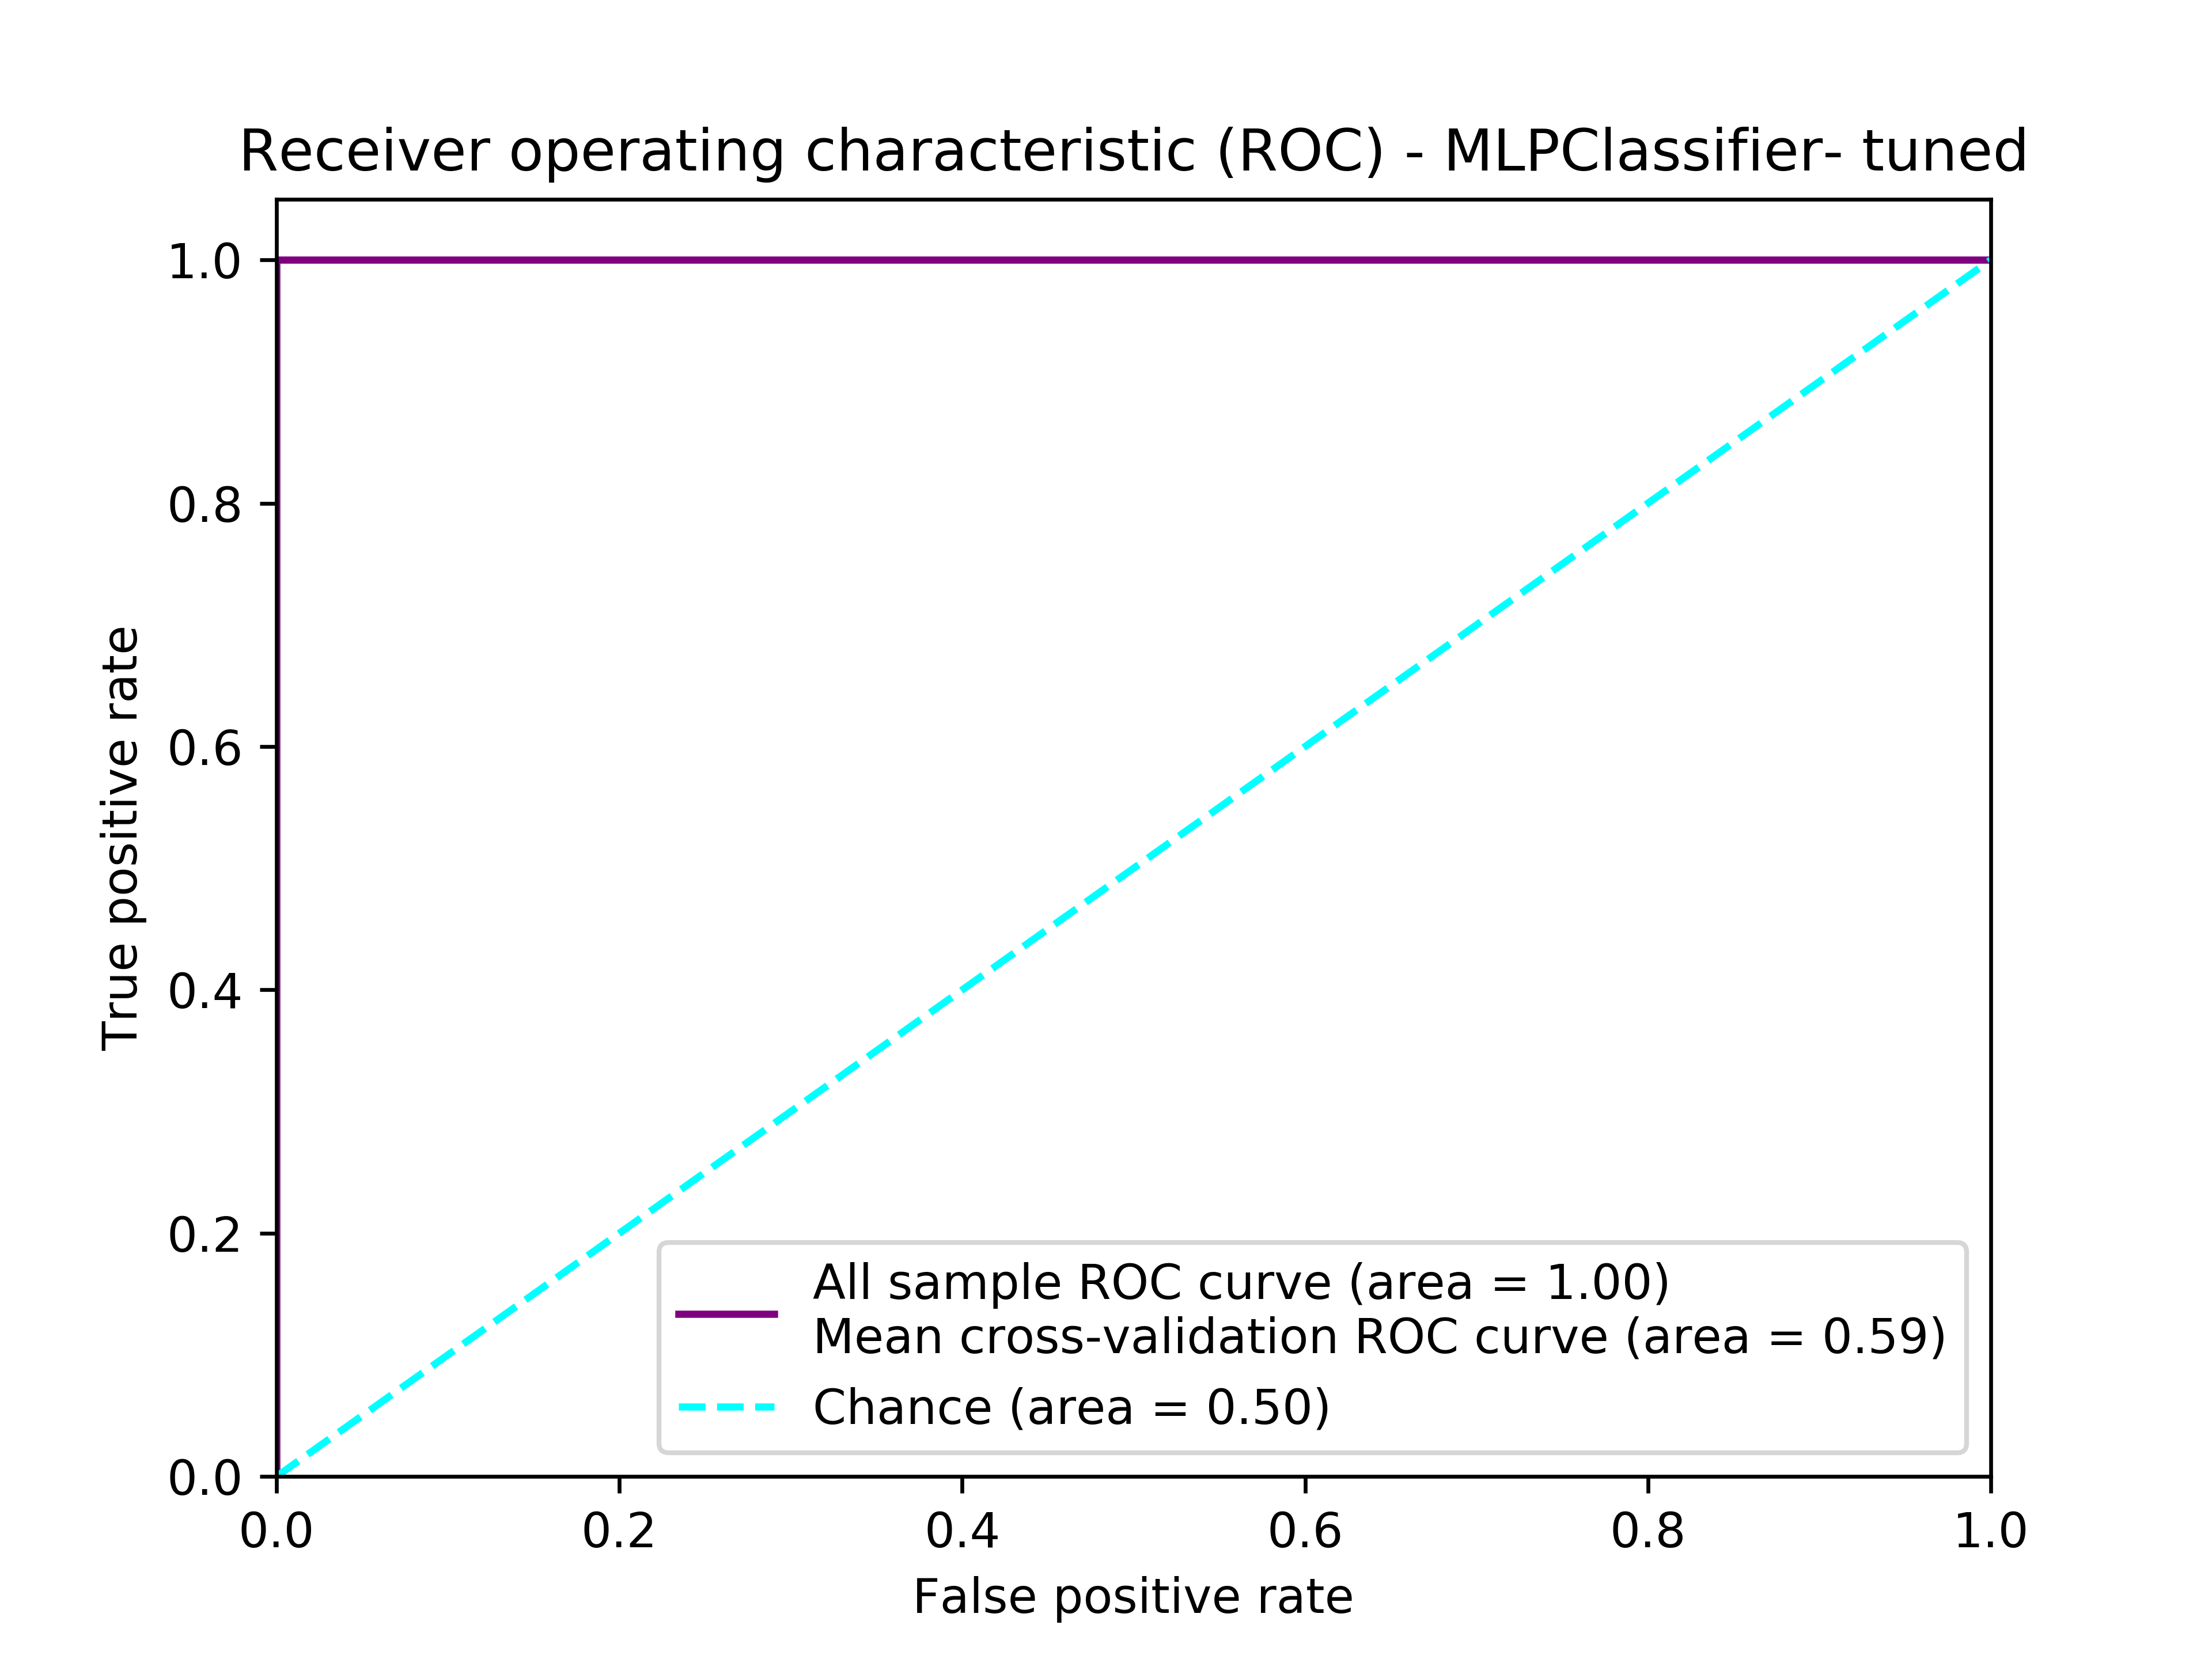 Receiver operating characteristic (ROC) - MLPClassifier- tuned
1.0
0.8
0.6
0.4
0.2
0.0
True positive rate
All sample ROC curve (area = 1.00)
Mean cross-validation ROC curve (area = 0.59)
Chance (area = 0.50)
0.0 0.2 0.4 0.6 0.8 1.0
False positive rate